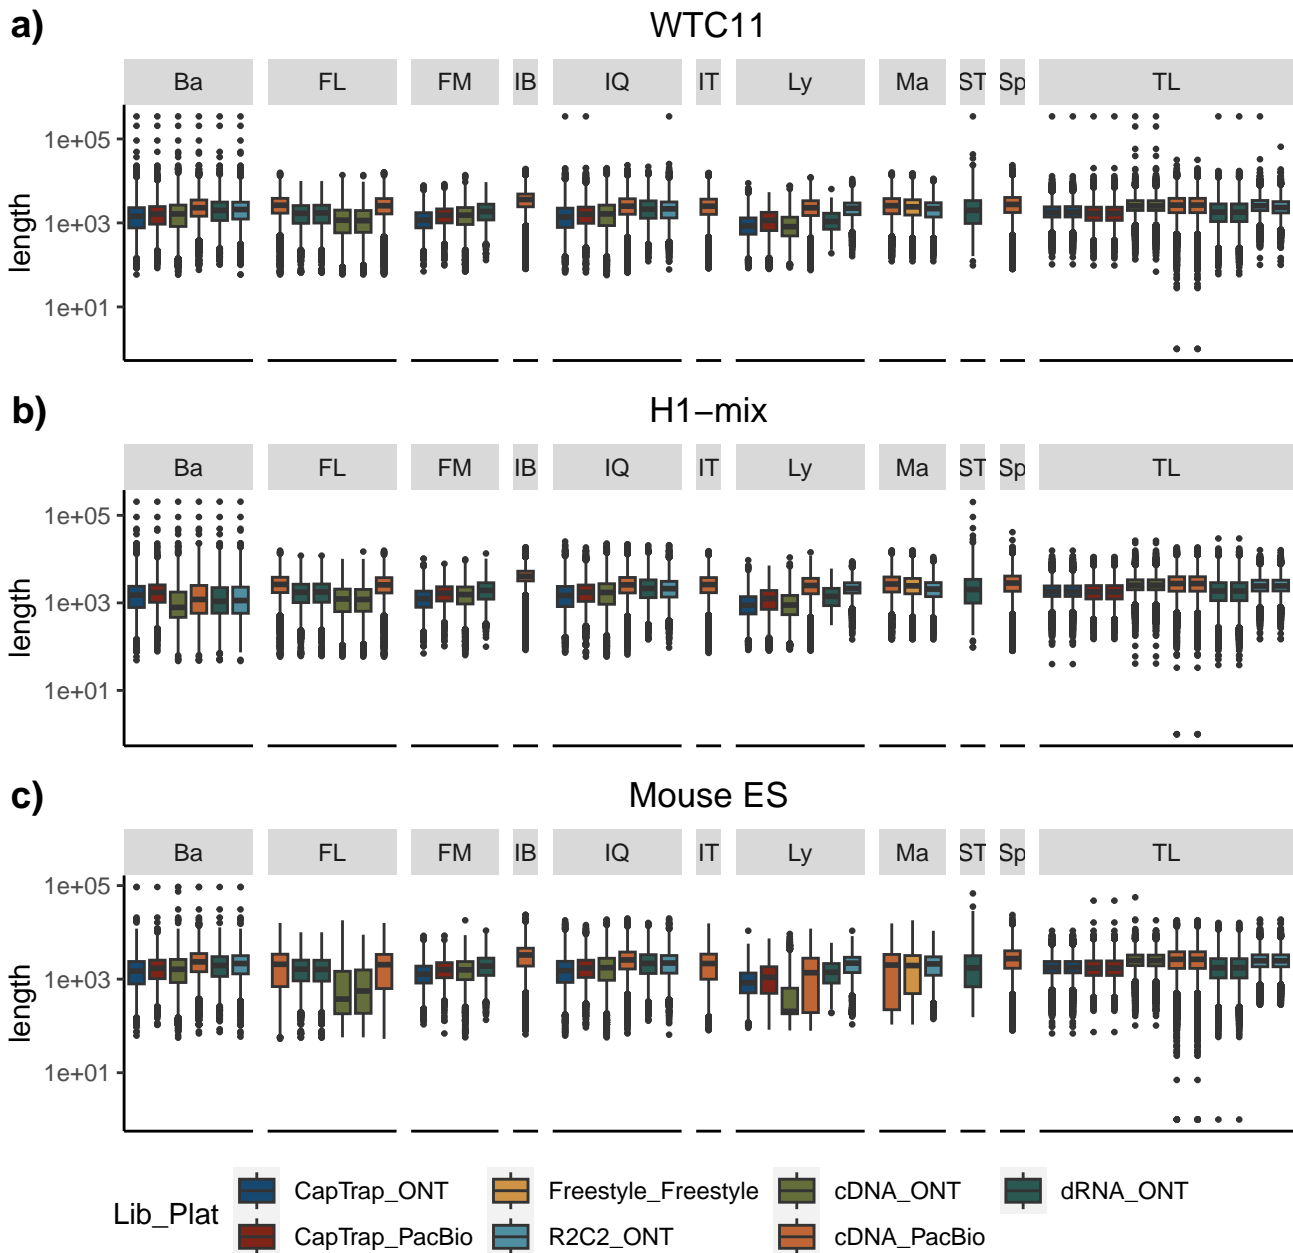 a)
WTC11
Ba FL FM IB IQ IT Ly Ma ST Sp TL
1e+05
1e+03
1e+01
length
b)
H1−mix
Ba FL FM IB IQ IT Ly Ma ST Sp TL
1e+05
1e+03
1e+01
length
c)
Mouse ES
Ba FL FM IB IQ IT Ly Ma ST Sp TL
1e+05
1e+03
1e+01
length
Lib_Plat
CapTrap_ONT Freestyle_Freestyle cDNA_ONT dRNA_ONT
CapTrap_PacBio R2C2_ONT cDNA_PacBio